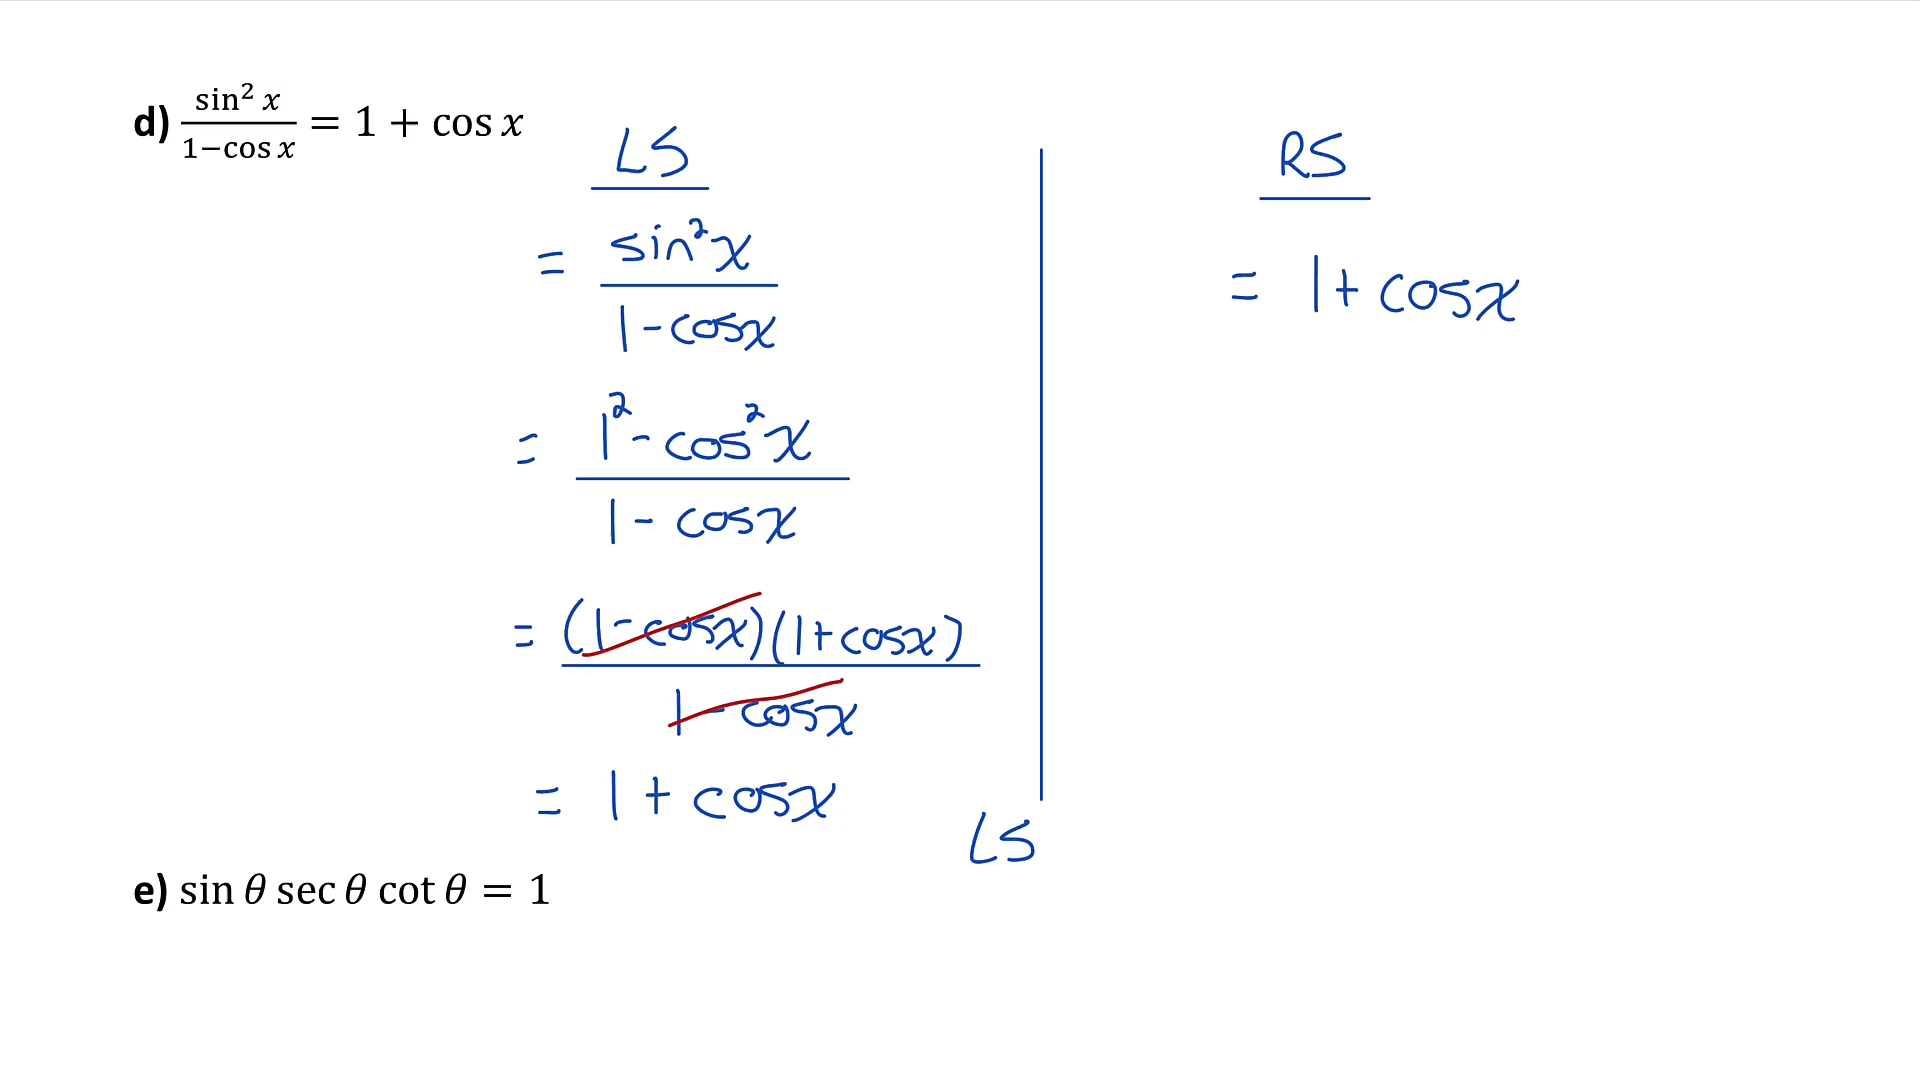 d) sin² x / 1−cos x = 1 + cos x
LS
= sin²x / 1-cosx
= 1² - cos²x / 1 - cosx
= (1-cosx)(1+cosx) / 1-cosx
= 1 + cosx
RS
= 1 + cosx
LS
e) sin θ sec θ cot θ = 1